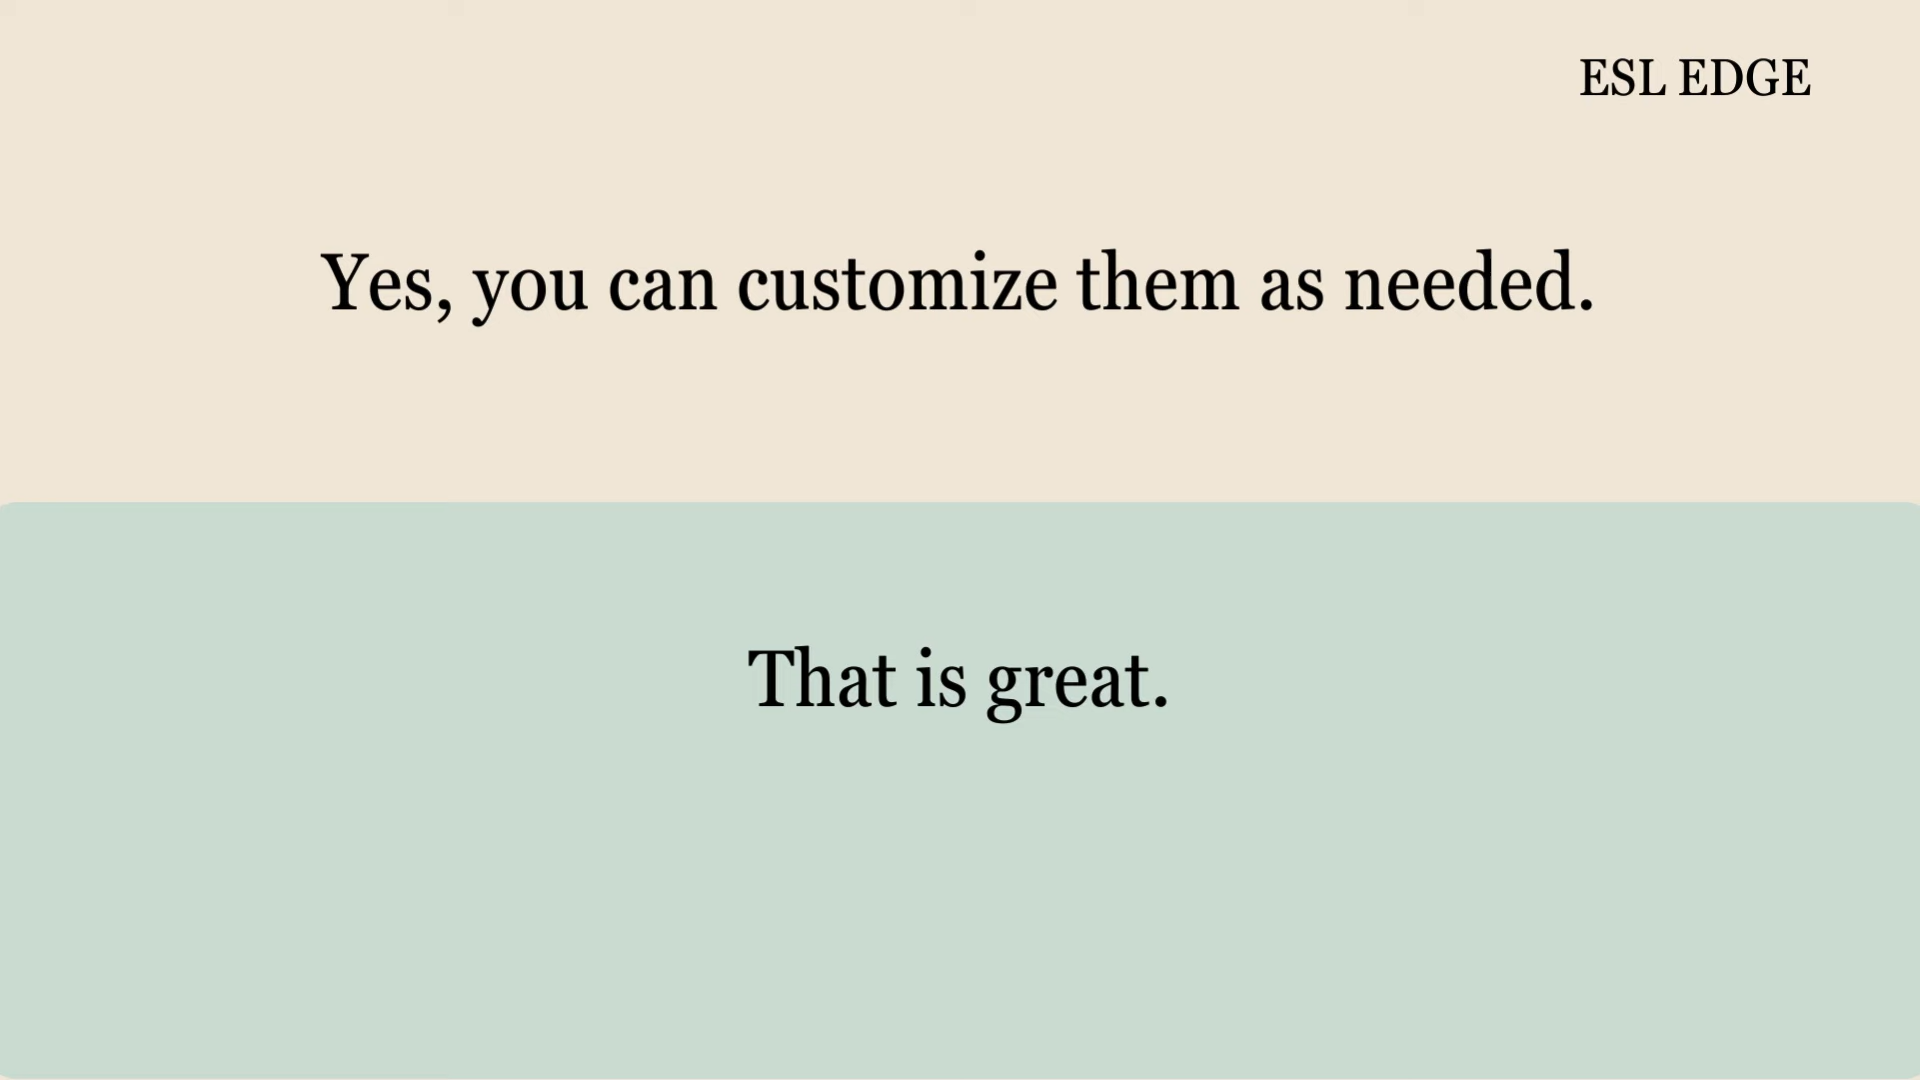 ESL EDGE
Yes, you can customize them as needed.
That is great.